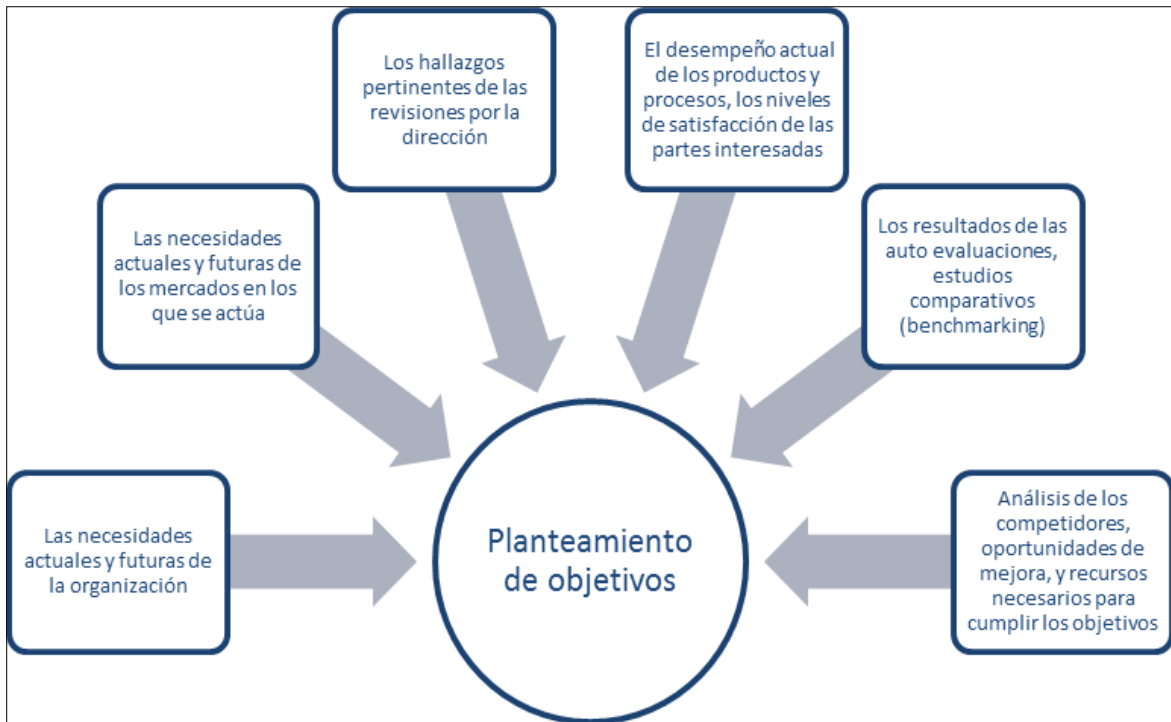 Las necesidades
actuales y futuras de
la organización
Las necesidades
actuales y futuras de
los mercados en los
que se actúa
Los hallazgos
pertinentes de las
revisiones por la
dirección
El desempeño actual
de los productos y
procesos, los niveles
de satisfacción de las
partes interesadas
Los resultados de las
auto evaluaciones,
estudios
comparativos
(benchmarking)
Análisis de los
competidores,
oportunidades de
mejora, y recursos
necesarios para
cumplir los objetivos
Planteamiento
de objetivos